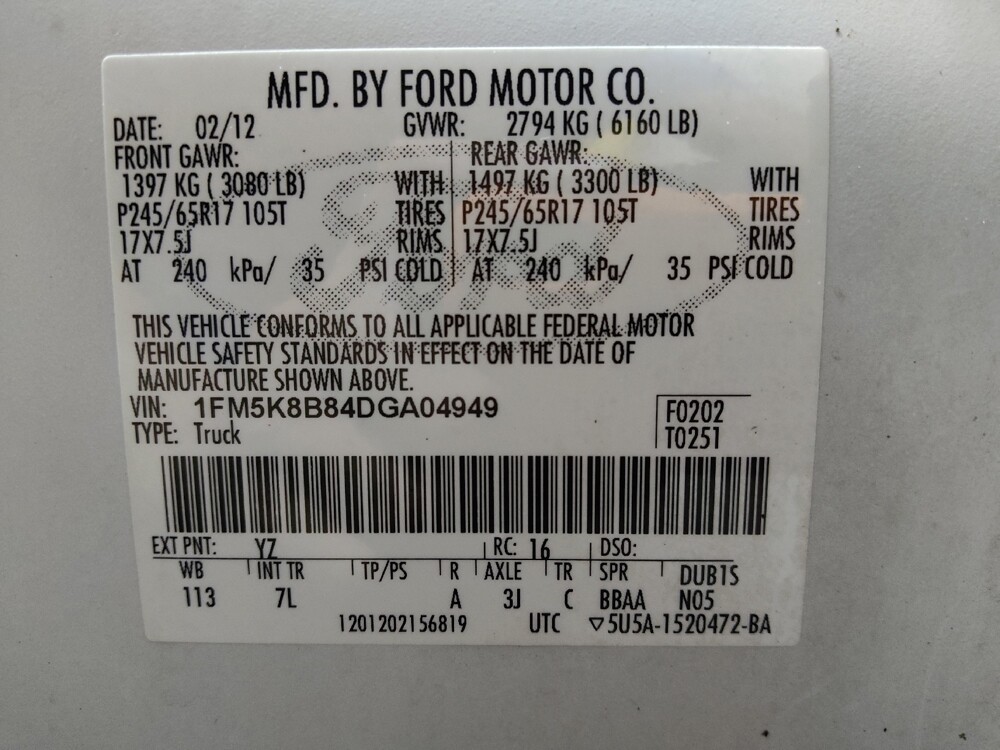 MFD. BY FORD MOTOR CO.
DATE: 02/12 GVWR: 2794 KG ( 6160 LB)
FRONT GAWR: REAR GAWR:
1397 KG ( 3080 LB) WITH 1497 KG ( 3300 LB) WITH
P245/65R17 105T TIRES P245/65R17 105T TIRES
17X7.5J RIMS 17X7.5J RIMS
AT 240 kPa/ 35 PSI COLD AT 240 kPa/ 35 PSI COLD
Ford
THIS VEHICLE CONFORMS TO ALL APPLICABLE FEDERAL MOTOR
VEHICLE SAFETY STANDARDS IN EFFECT ON THE DATE OF
MANUFACTURE SHOWN ABOVE.
VIN: 1FM5K8B84DGA04949 F0202
TYPE: Truck T0251
EXT PNT: YZ RC: 16 DSO:
WB INT TR TP/PS R AXLE TR SPR DUB1S
113 7L A 3J C BBAA N05
1201202156819 UTC ▽5U5A-1520472-BA